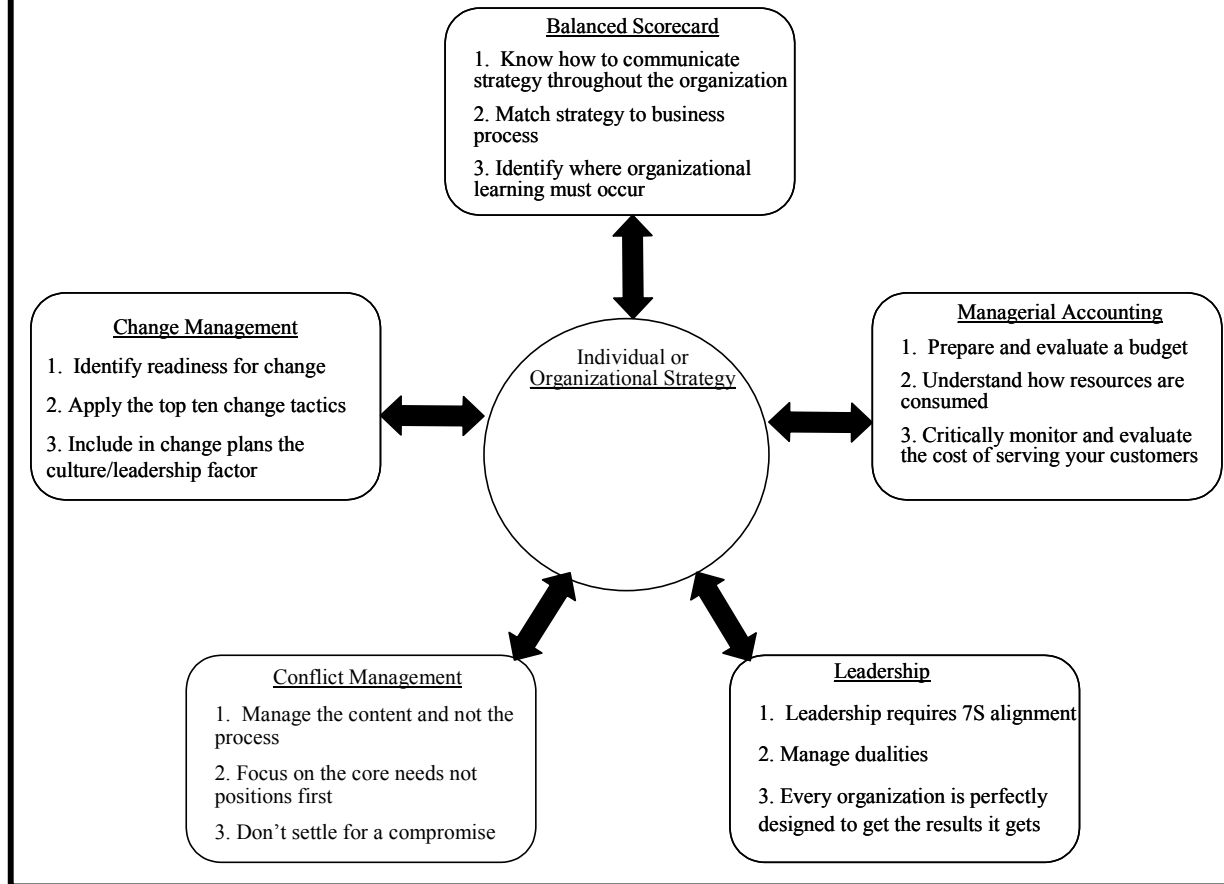 Balanced Scorecard
1. Know how to communicate
strategy throughout the organization
2. Match strategy to business
process
3. Identify where organizational
learning must occur
Change Management
1. Identify readiness for change
2. Apply the top ten change tactics
3. Include in change plans the
culture/leadership factor
Individual or
Organizational Strategy
Managerial Accounting
1. Prepare and evaluate a budget
2. Understand how resources are
consumed
3. Critically monitor and evaluate
the cost of serving your customers
Conflict Management
1. Manage the content and not the
process
2. Focus on the core needs not
positions first
3. Don't settle for a compromise
Leadership
1. Leadership requires 7S alignment
2. Manage dualities
3. Every organization is perfectly
designed to get the results it gets